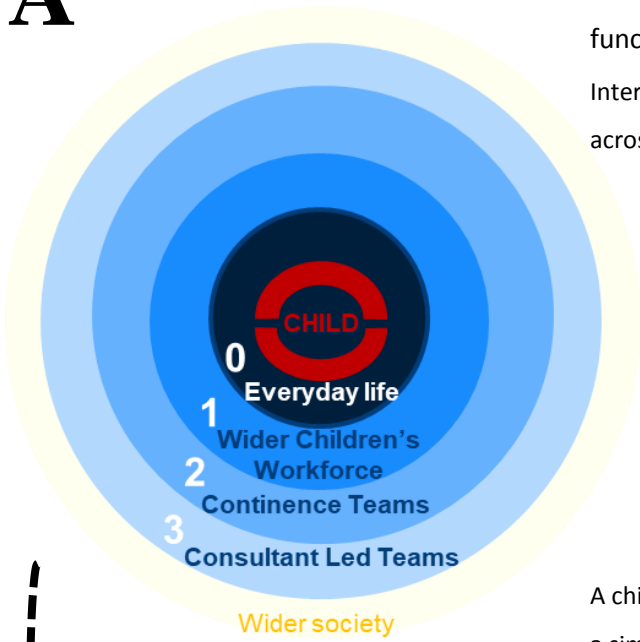 A
func
Inter
acros
CHILD
0
Everyday life
1
Wider Children's
Workforce
2
Continence Teams
3
Consultant Led Teams
A chi
Wider society